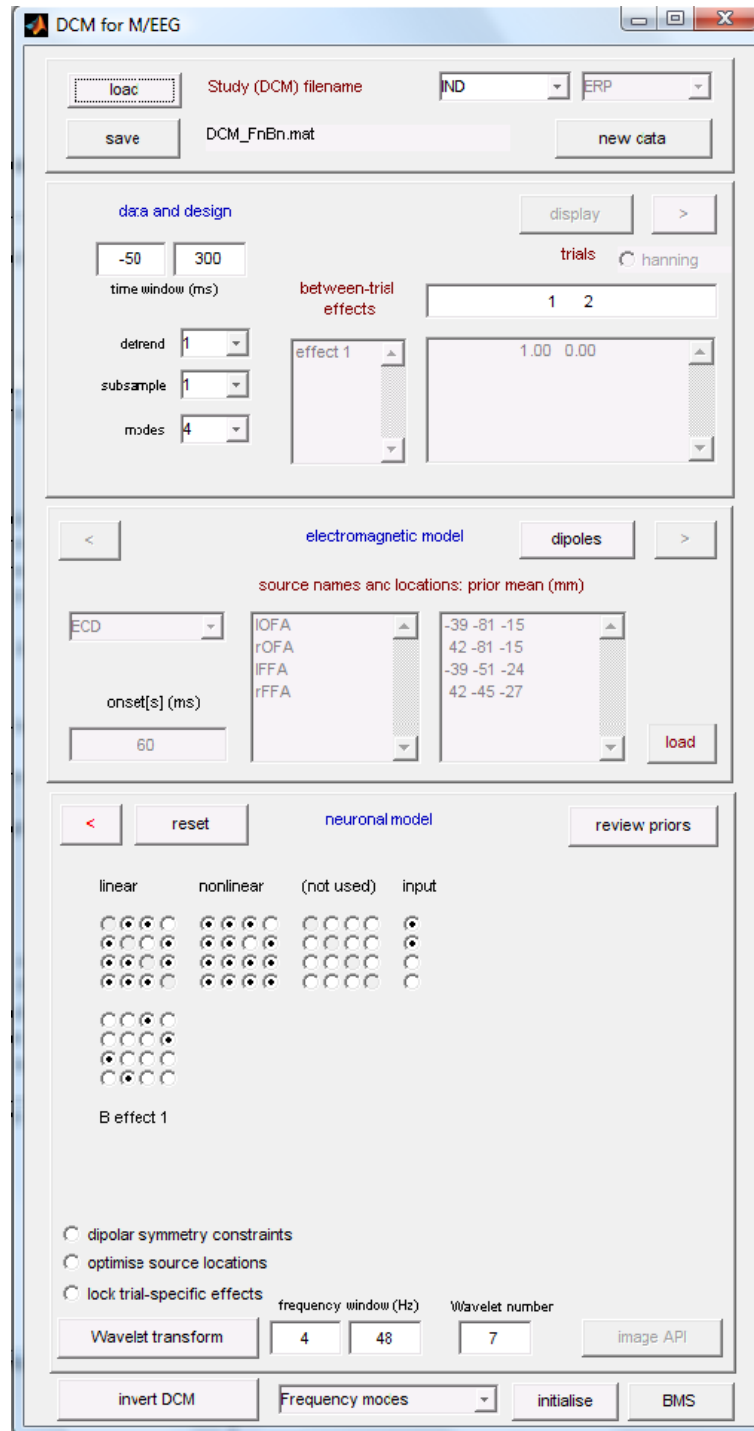 DCM for M/EEG
load Study (DCM) filename IND ERP
save DCM_FnBn.mat new data
data and design display >
-50 300 trials hanning
time window (ms) between-trial effects 1 2
detrend 1 effect 1 1.00 0.00
subsample 1
modes 4
< electromagnetic model dipoles >
source names and locations: prior mean (mm)
ECD lOFA -39 -81 -15
rOFA 42 -81 -15
lFFA -39 -51 -24
onset[s] (ms) rFFA 42 -45 -27
60 load
< reset neuronal model review priors
linear nonlinear (not used) input
B effect 1
dipolar symmetry constraints
optimise source locations
lock trial-specific effects frequency window (Hz) Wavelet number
Wavelet transform 4 48 7 image API
invert DCM Frequency modes initialise BMS